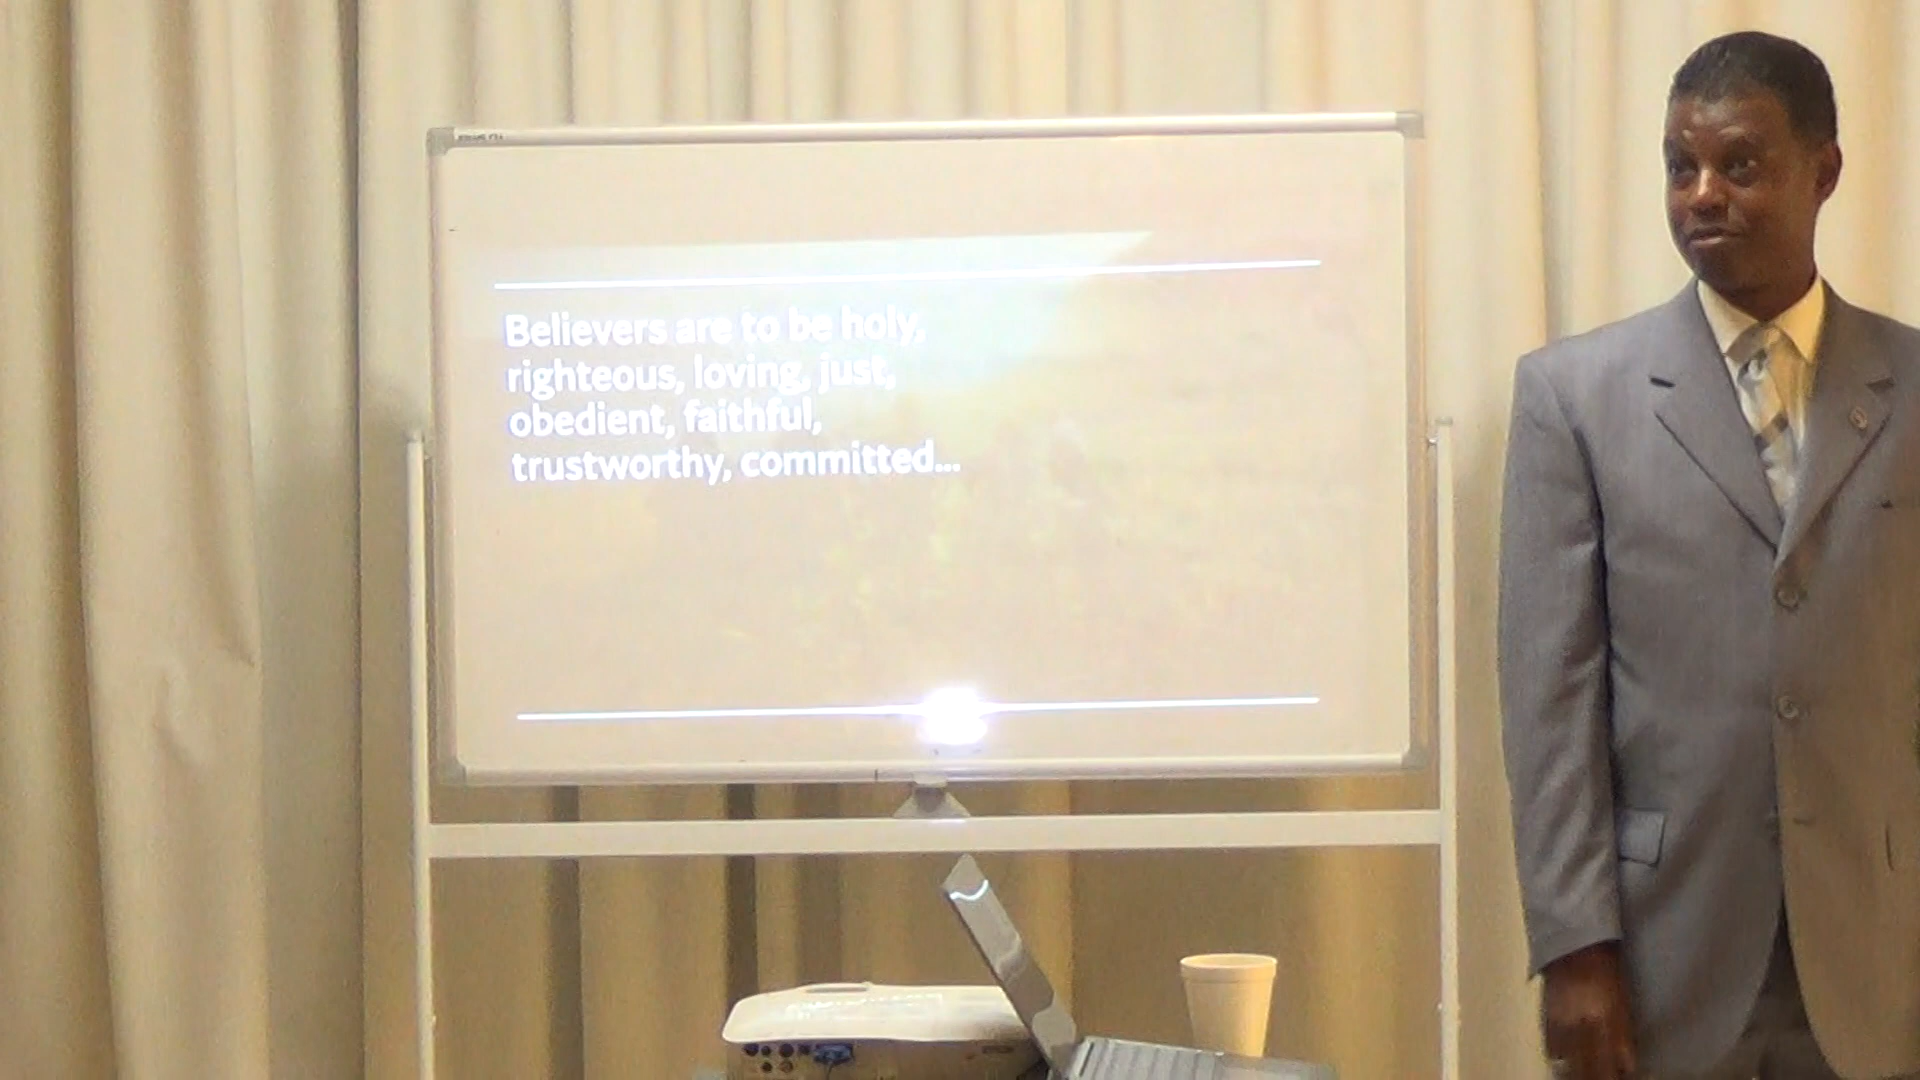 Believers are to be holy,
righteous, loving, just,
obedient, faithful,
trustworthy, committed...